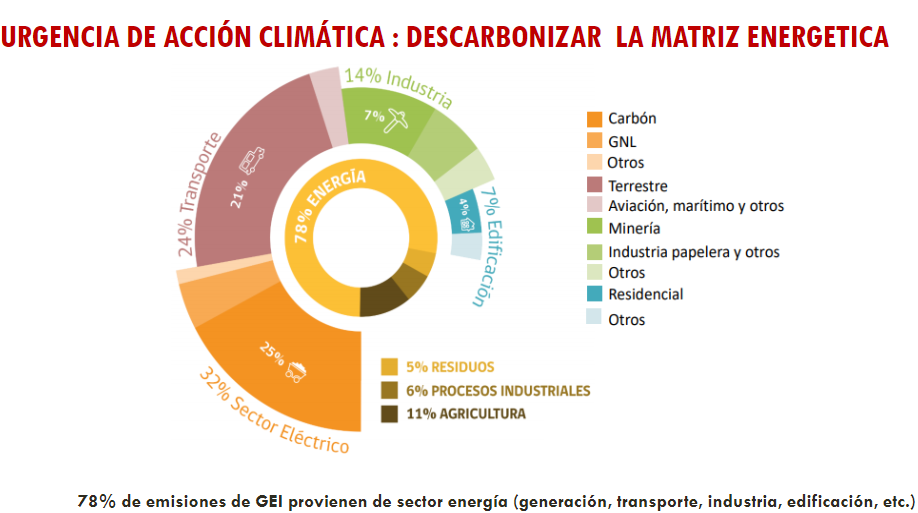 URGENCIA DE ACCIÓN CLIMÁTICA : DESCARBONIZAR LA MATRIZ ENERGETICA
14% Industria
7%
24% Transporte
21%
78% ENERGÍA
7% Edificación
4%
25%
32% Sector Eléctrico
Carbón
GNL
Otros
Terrestre
Aviación, marítimo y otros
Minería
Industria papelera y otros
Otros
Residencial
Otros
5% RESIDUOS
6% PROCESOS INDUSTRIALES
11% AGRICULTURA
78% de emisiones de GEI provienen de sector energía (generación, transporte, industria, edificación, etc.)